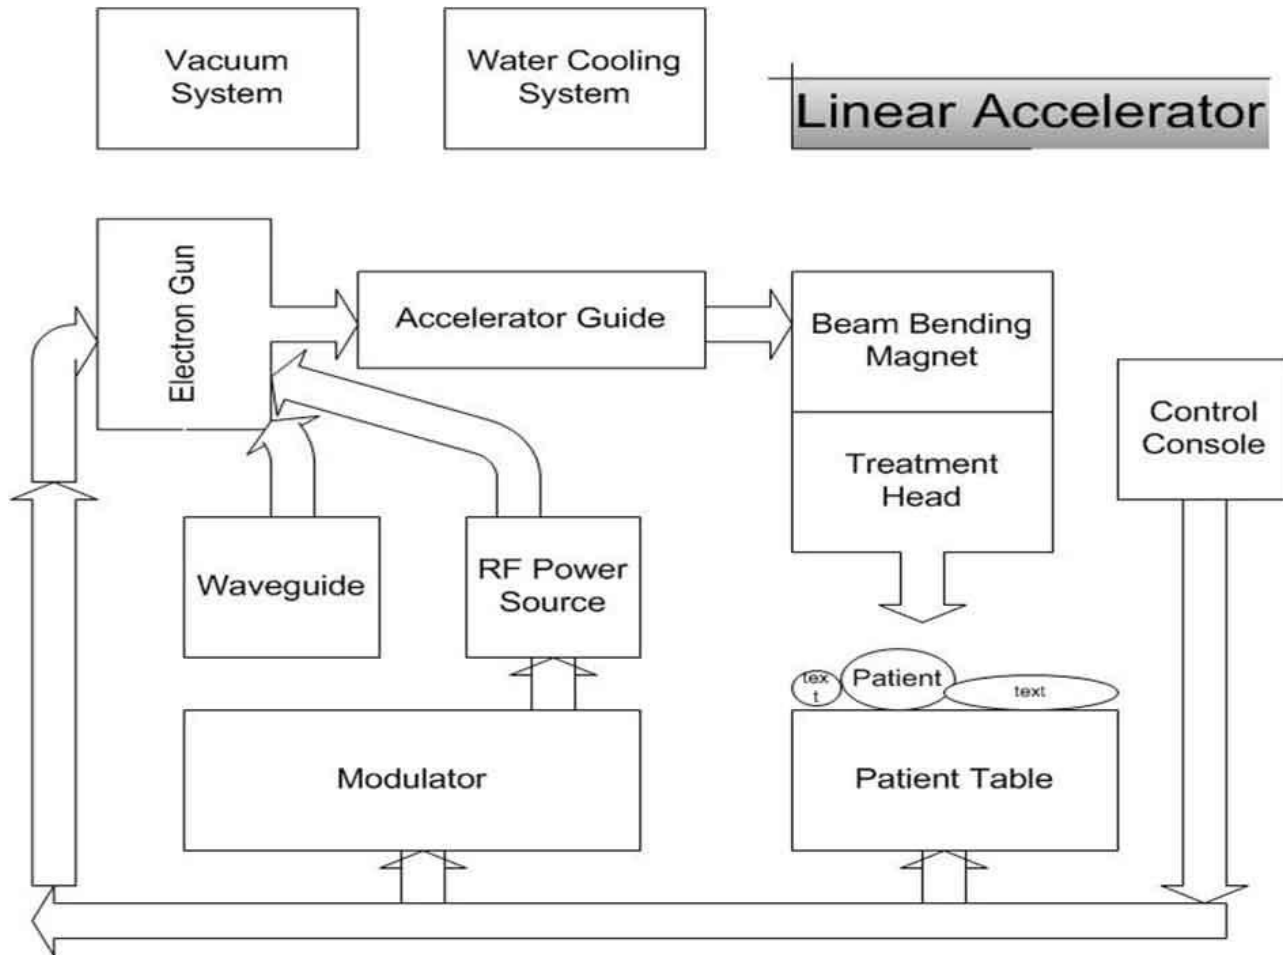 Vacuum
System
Water Cooling
System
Linear Accelerator
Electron Gun
Accelerator Guide
Beam Bending
Magnet
Control
Console
Treatment
Head
Waveguide
RF Power
Source
tex
t
Patient
text
Modulator
Patient Table